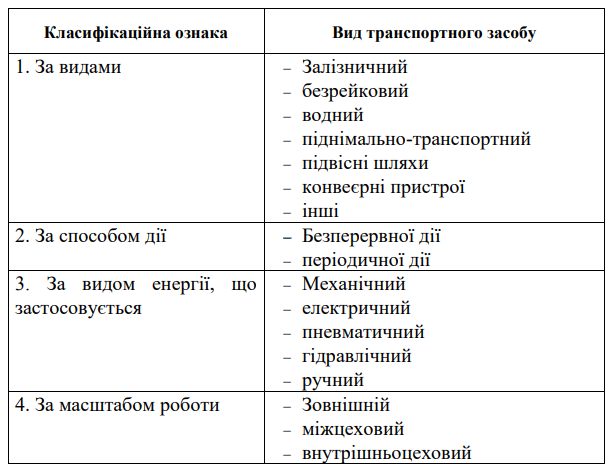 Класифікаційна ознака
Вид транспортного засобу
1. За видами
– Залізничний
– безрейковий
– водний
– піднімально-транспортний
– підвісні шляхи
– конвеєрні пристрої
– інші
2. За способом дії
– Безперервної дії
– періодичної дії
3. За видом енергії, що
застосовується
– Механічний
– електричний
– пневматичний
– гідравлічний
– ручний
4. За масштабом роботи
– Зовнішній
– міжцеховий
– внутрішньоцеховий